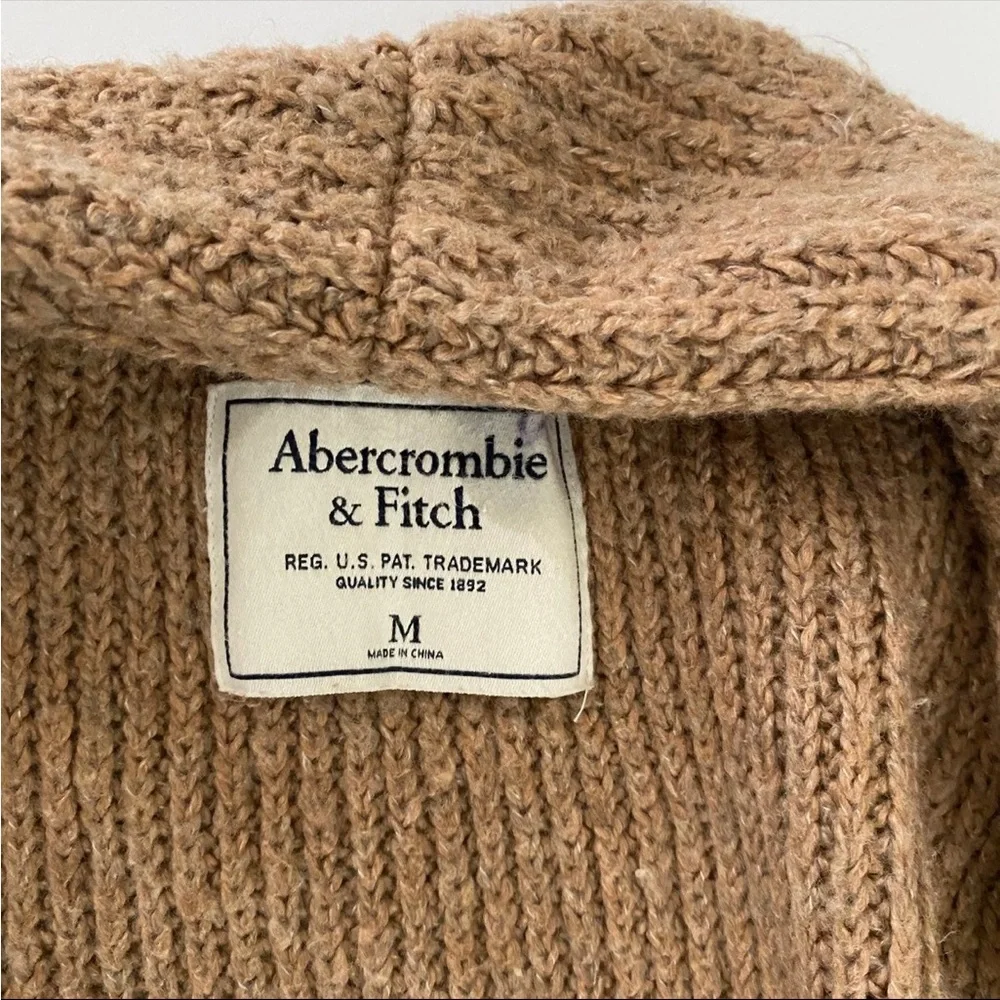 Abercrombie
& Fitch
REG. U.S. PAT. TRADEMARK
QUALITY SINCE 1892
M
MADE IN CHINA